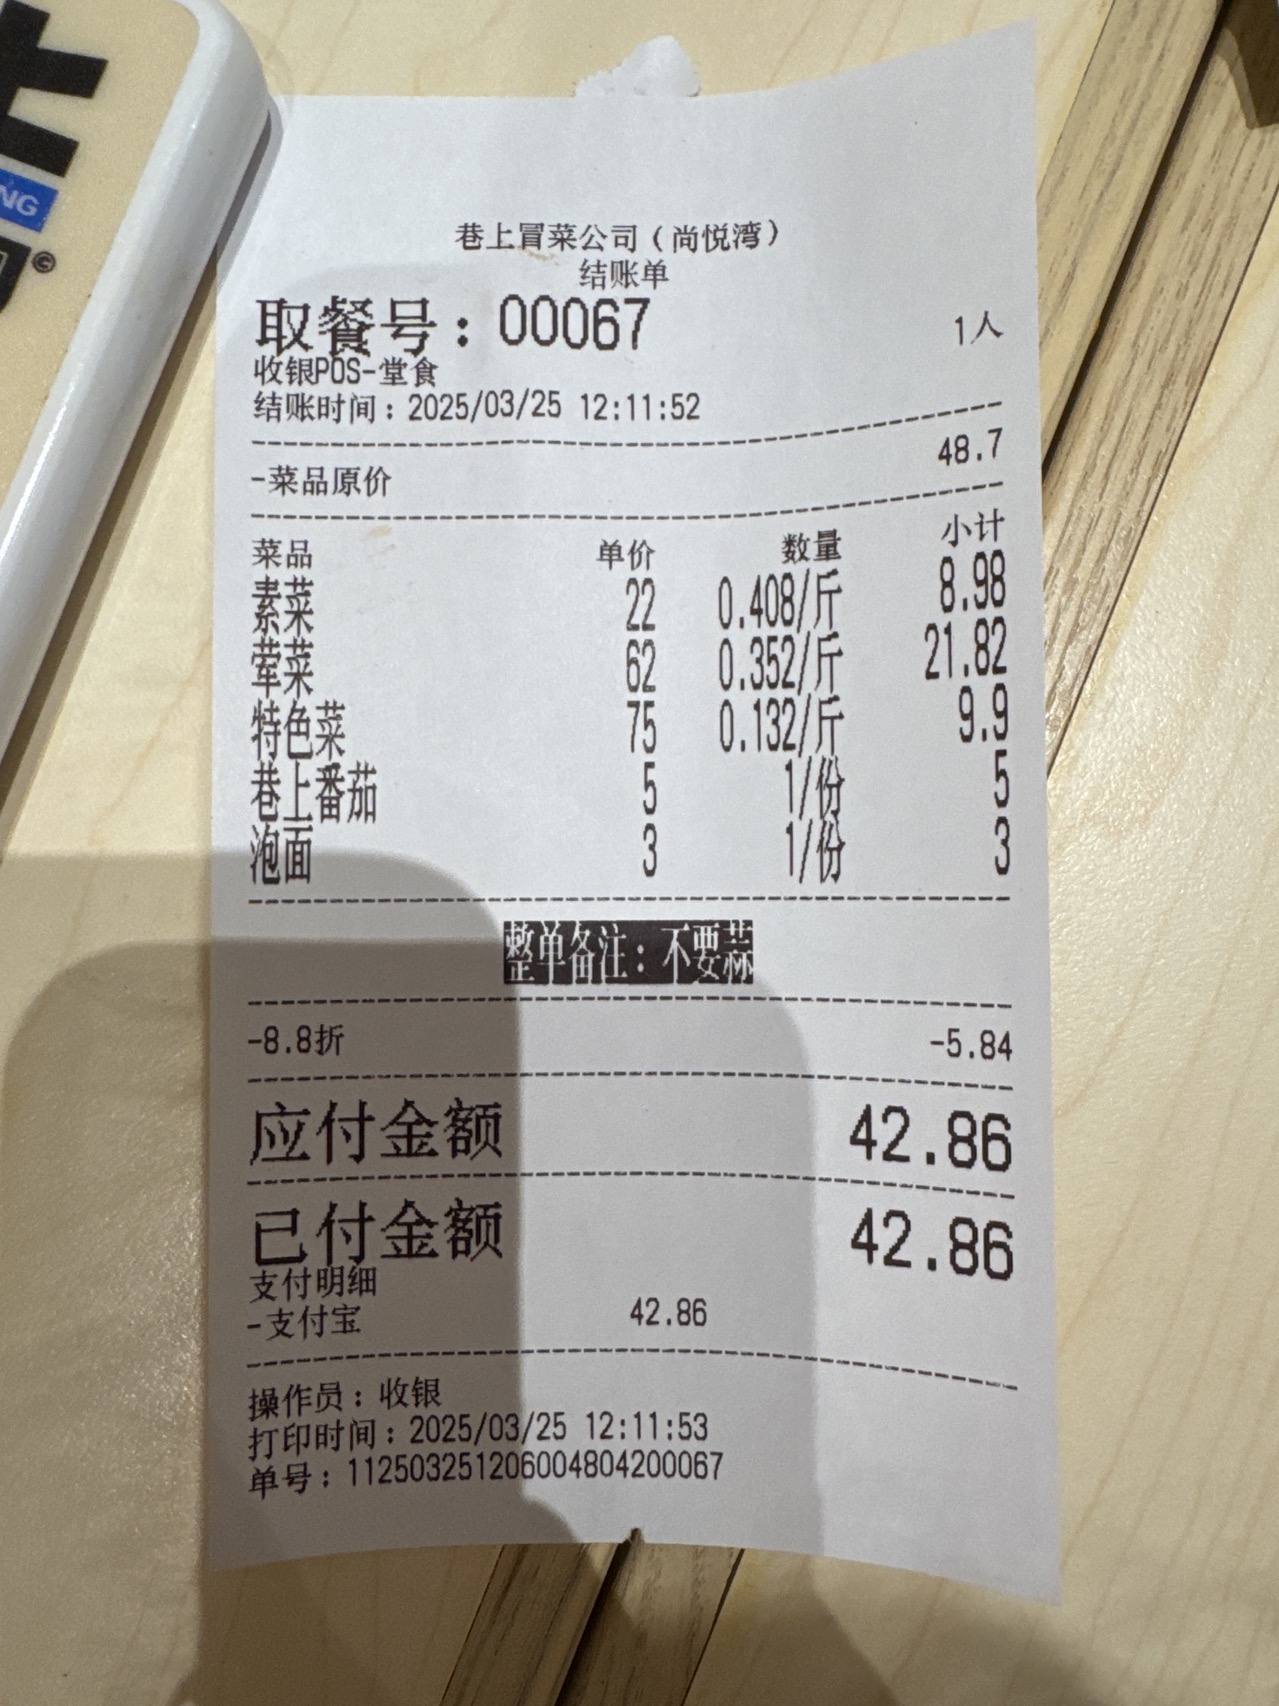 NG
©
巷上冒菜公司（尚悦湾）
结账单
取餐号：00067 1人
收银POS-堂食
结账时间：2025/03/25 12:11:52
-菜品原价 48.7
菜品 单价 数量 小计
素菜 22 0.408/斤 8.98
荤菜 62 0.352/斤 21.82
特色菜 75 0.132/斤 9.9
巷上番茄 5 1/份 5
泡面 3 1/份 3
整单备注：不要蒜
-8.8折 -5.84
应付金额 42.86
已付金额 42.86
支付明细
-支付宝 42.86
操作员：收银
打印时间：2025/03/25 12:11:53
单号：112503251206004804200067